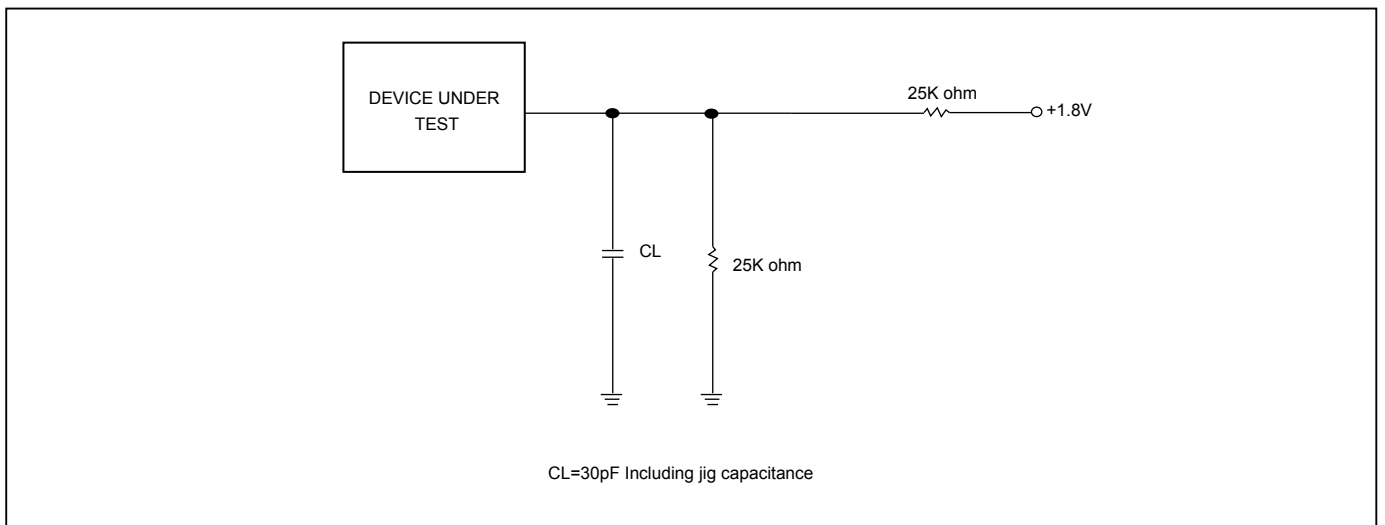 DEVICE UNDER
TEST
25K ohm
+1.8V
CL
25K ohm
CL=30pF Including jig capacitance